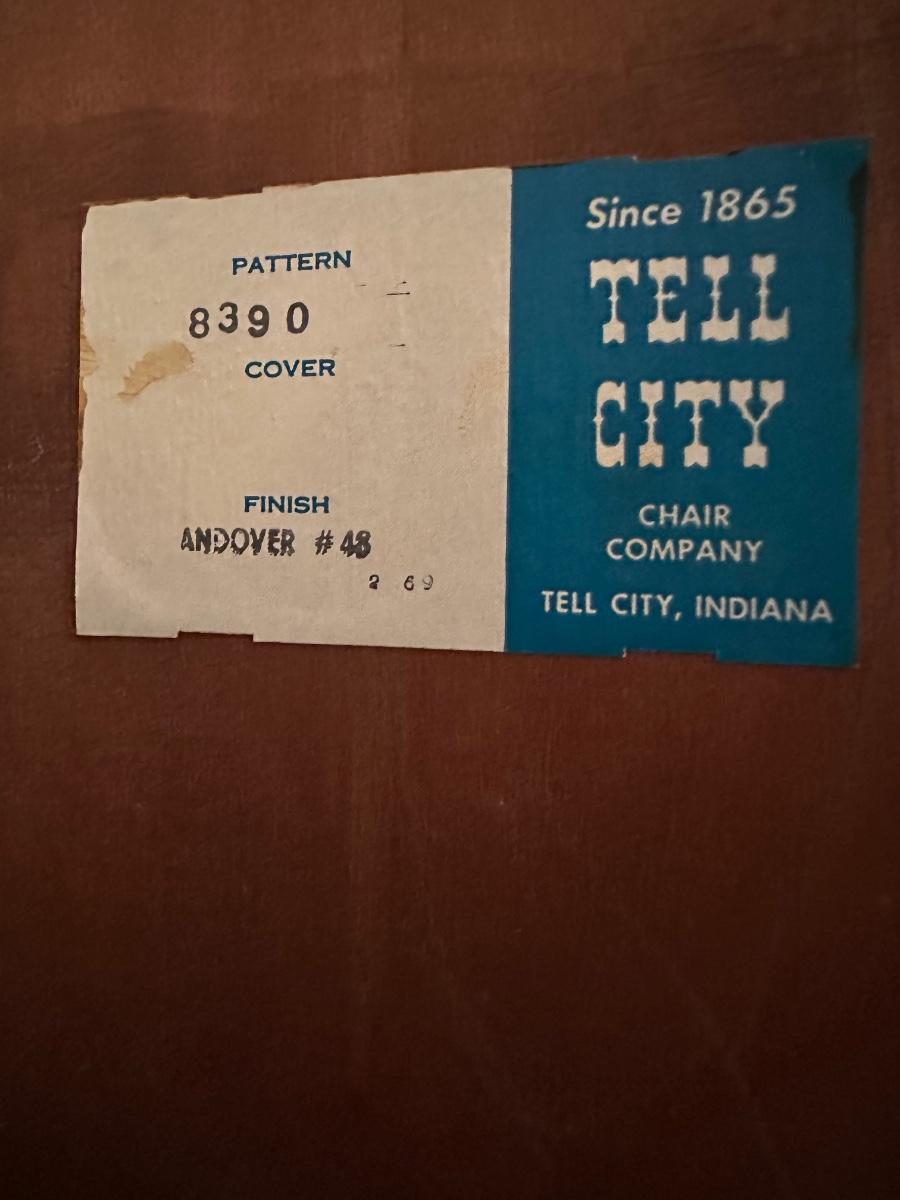 PATTERN
8390
COVER
FINISH
ANDOVER #48
2 69
Since 1865
TELL
CITY
CHAIR
COMPANY
TELL CITY, INDIANA